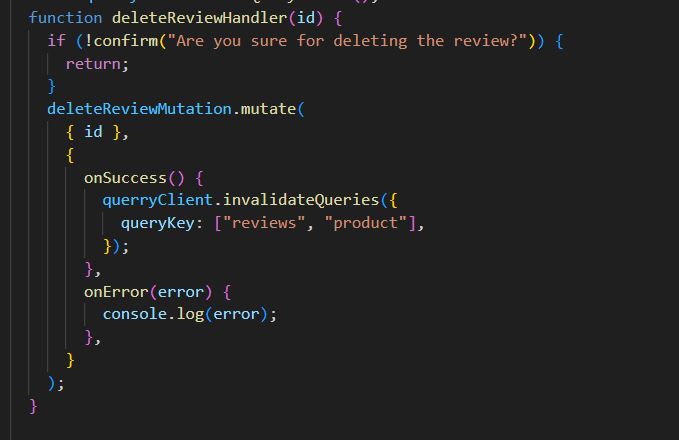 function deleteReviewHandler(id) {
if (!confirm("Are you sure for deleting the review?")) {
return;
}
deleteReviewMutation.mutate(
{ id },
{
onSuccess() {
querryClient.invalidateQueries({
queryKey: ["reviews", "product"],
});
},
onError(error) {
console.log(error);
},
}
);
}